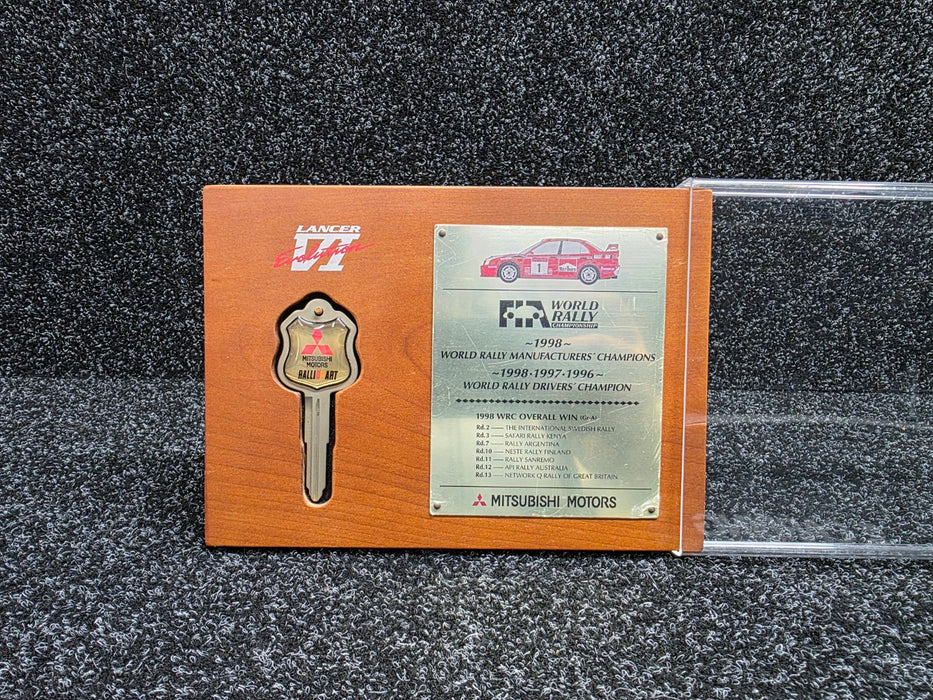 LANCER
Evolution
VI
MITSUBISHI
MOTORS
RALLIART
1
FIA WORLD
RALLY
CHAMPIONSHIP
~1998~
WORLD RALLY MANUFACTURERS' CHAMPIONS
~1998·1997·1996~
WORLD RALLY DRIVERS' CHAMPION
1998 WRC OVERALL WIN (Gr-A)
Rd.2 — THE INTERNATIONAL SWEDISH RALLY
Rd.3 — SAFARI RALLY KENYA
Rd.7 — RALLY ARGENTINA
Rd.10 — NESTE RALLY FINLAND
Rd.11 — RALLY SANREMO
Rd.12 — API RALLY AUSTRALIA
Rd.13 — NETWORK Q RALLY OF GREAT BRITAIN
MITSUBISHI MOTORS